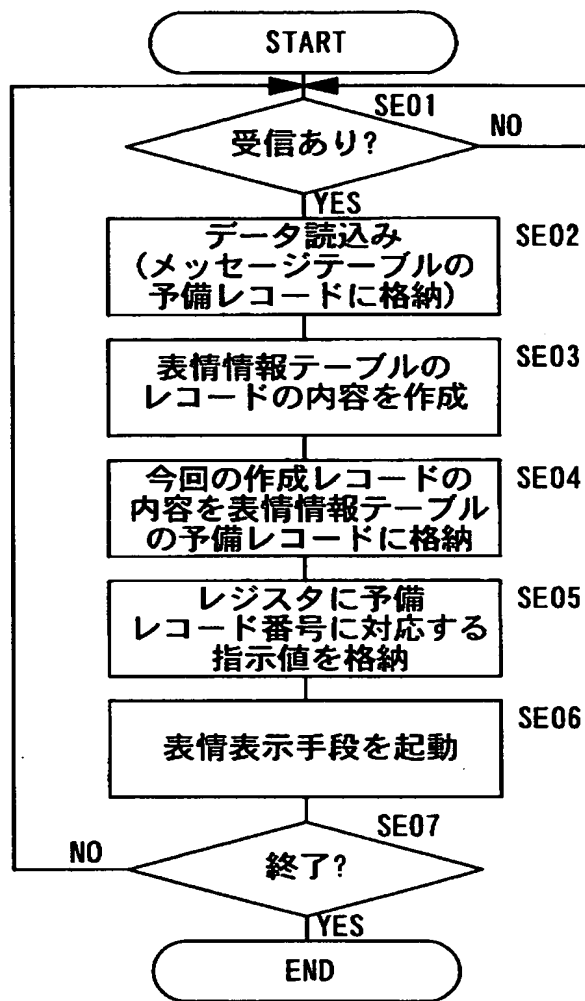 START
SE01
受信あり?
NO
YES
データ読込み
(メッセージテーブルの
予備レコードに格納)
SE02
表情情報テーブルの
レコードの内容を作成
SE03
今回の作成レコードの
内容を表情情報テーブル
の予備レコードに格納
SE04
レジスタに予備
レコード番号に対応する
指示値を格納
SE05
表情表示手段を起動
SE06
SE07
NO
終了?
YES
END